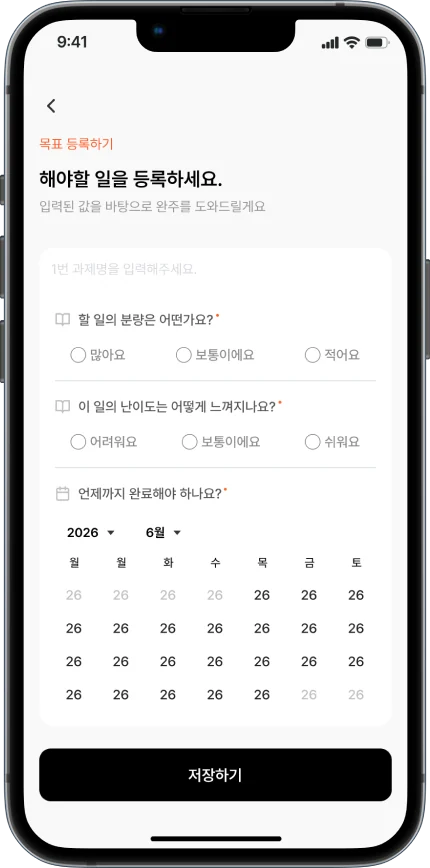 9:41
목표 등록하기
해야할 일을 등록하세요.
입력된 값을 바탕으로 완주를 도와드릴게요
1번 과제명을 입력해주세요.
할 일의 분량은 어떤가요?*
많아요 보통이에요 적어요
이 일의 난이도는 어떻게 느껴지나요?*
어려워요 보통이에요 쉬워요
언제까지 완료해야 하나요?*
2026 6월
월 월 화 수 목 금 토
26 26 26 26 26 26 26
26 26 26 26 26 26 26
26 26 26 26 26 26 26
26 26 26 26 26 26 26
저장하기